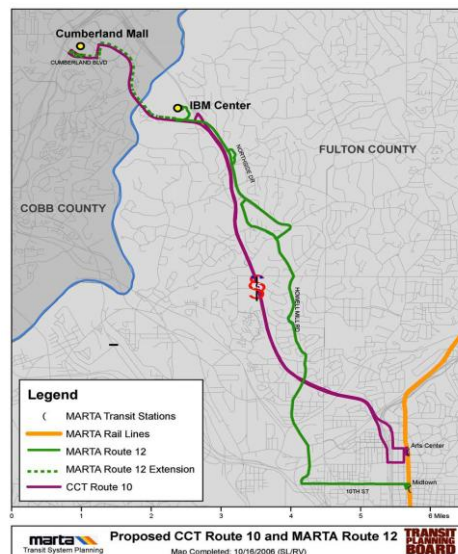 Cumberland Mall
CUMBERLAND BLVD
IBM Center
NORTHSIDE DR
FULTON COUNTY
COBB COUNTY
HOWELL MILL RD
Legend
MARTA Transit Stations
MARTA Rail Lines
MARTA Route 12
MARTA Route 12 Extension
CCT Route 10
Arts Center
Midtown
10TH ST
0 1 2 3 4 5 6 Miles
marta
Transit System Planning
Proposed CCT Route 10 and MARTA Route 12
Map Completed: 10/16/2006 (SL/RV)
TRANSIT
PLANNING
BOARD